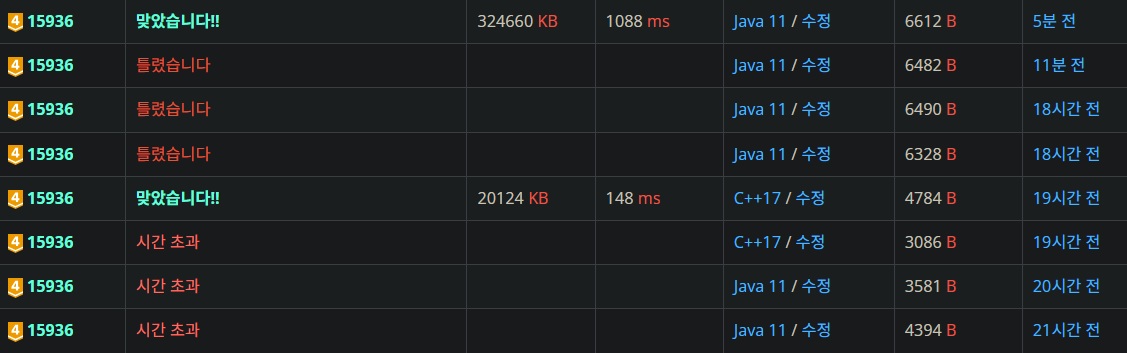 4 15936 맞았습니다!! 324660 KB 1088 ms Java 11 / 수정 6612 B 5분 전
4 15936 틀렸습니다 Java 11 / 수정 6482 B 11분 전
4 15936 틀렸습니다 Java 11 / 수정 6490 B 18시간 전
4 15936 틀렸습니다 Java 11 / 수정 6328 B 18시간 전
4 15936 맞았습니다!! 20124 KB 148 ms C++17 / 수정 4784 B 19시간 전
4 15936 시간 초과 C++17 / 수정 3086 B 19시간 전
4 15936 시간 초과 Java 11 / 수정 3581 B 20시간 전
4 15936 시간 초과 Java 11 / 수정 4394 B 21시간 전